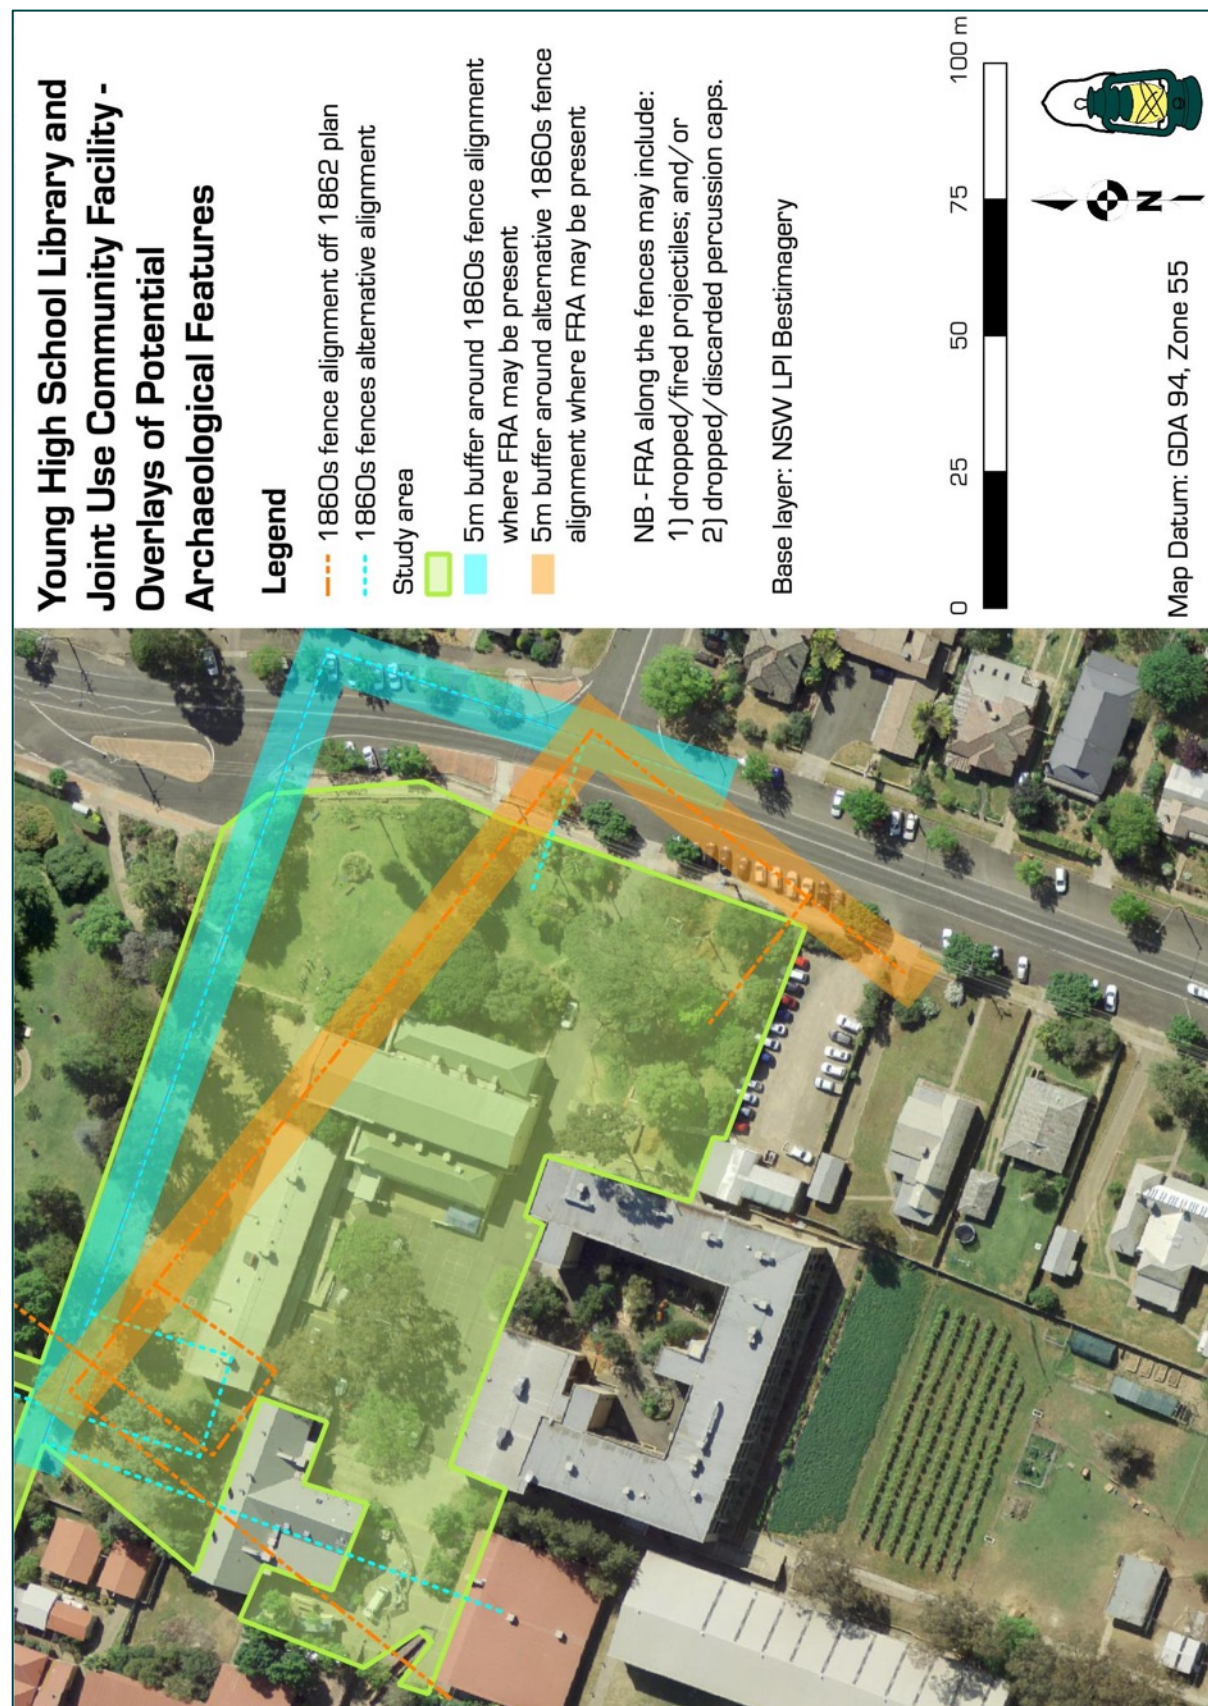 Young High School Library and
Joint Use Community Facility -
Overlays of Potential
Archaeological Features
Legend
1860s fence alignment off 1862 plan
1860s fences alternative alignment
Study area
5m buffer around 1860s fence alignment
where FRA may be present
5m buffer around alternative 1860s fence
alignment where FRA may be present
NB - FRA along the fences may include:
1) dropped/fired projectiles; and/or
2) dropped/discarded percussion caps.
Base layer: NSW LPI Bestimagery
0 25 50 75 100 m
N
Map Datum: GDA 94, Zone 55